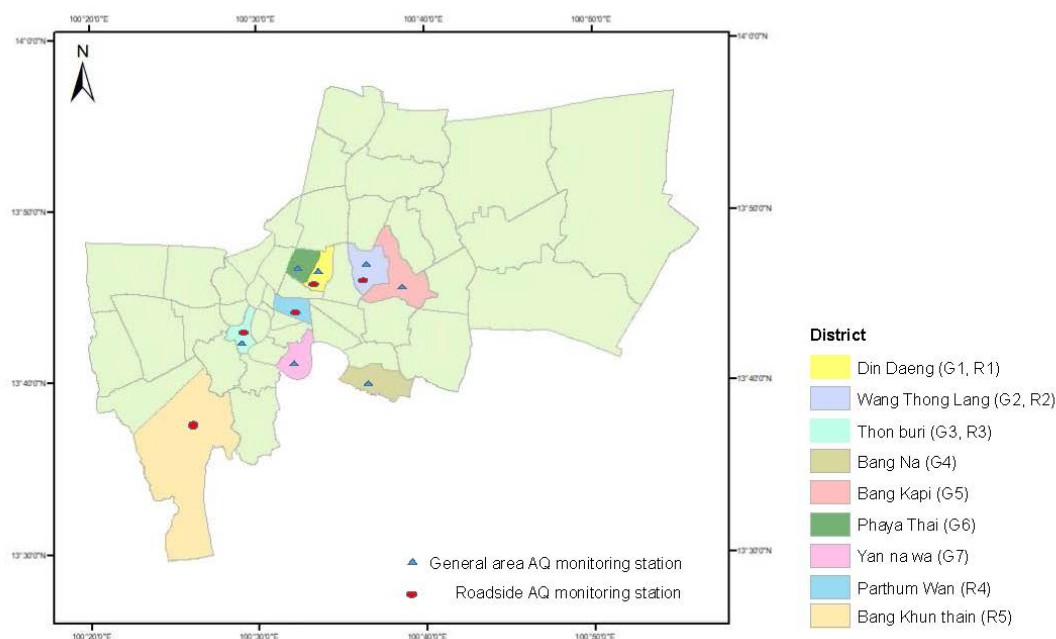 100°20'0"E 100°30'0"E 100°40'0"E 100°50'0"E
14°0'0"N 14°0'0"N
N
13°50'0"N 13°50'0"N
13°40'0"N 13°40'0"N
13°30'0"N 13°30'0"N
General area AQ monitoring station
Roadside AQ monitoring station
100°20'0"E 100°30'0"E 100°40'0"E 100°50'0"E
District
Din Daeng (G1, R1)
Wang Thong Lang (G2, R2)
Thon buri (G3, R3)
Bang Na (G4)
Bang Kapi (G5)
Phaya Thai (G6)
Yan na wa (G7)
Parthum Wan (R4)
Bang Khun thain (R5)